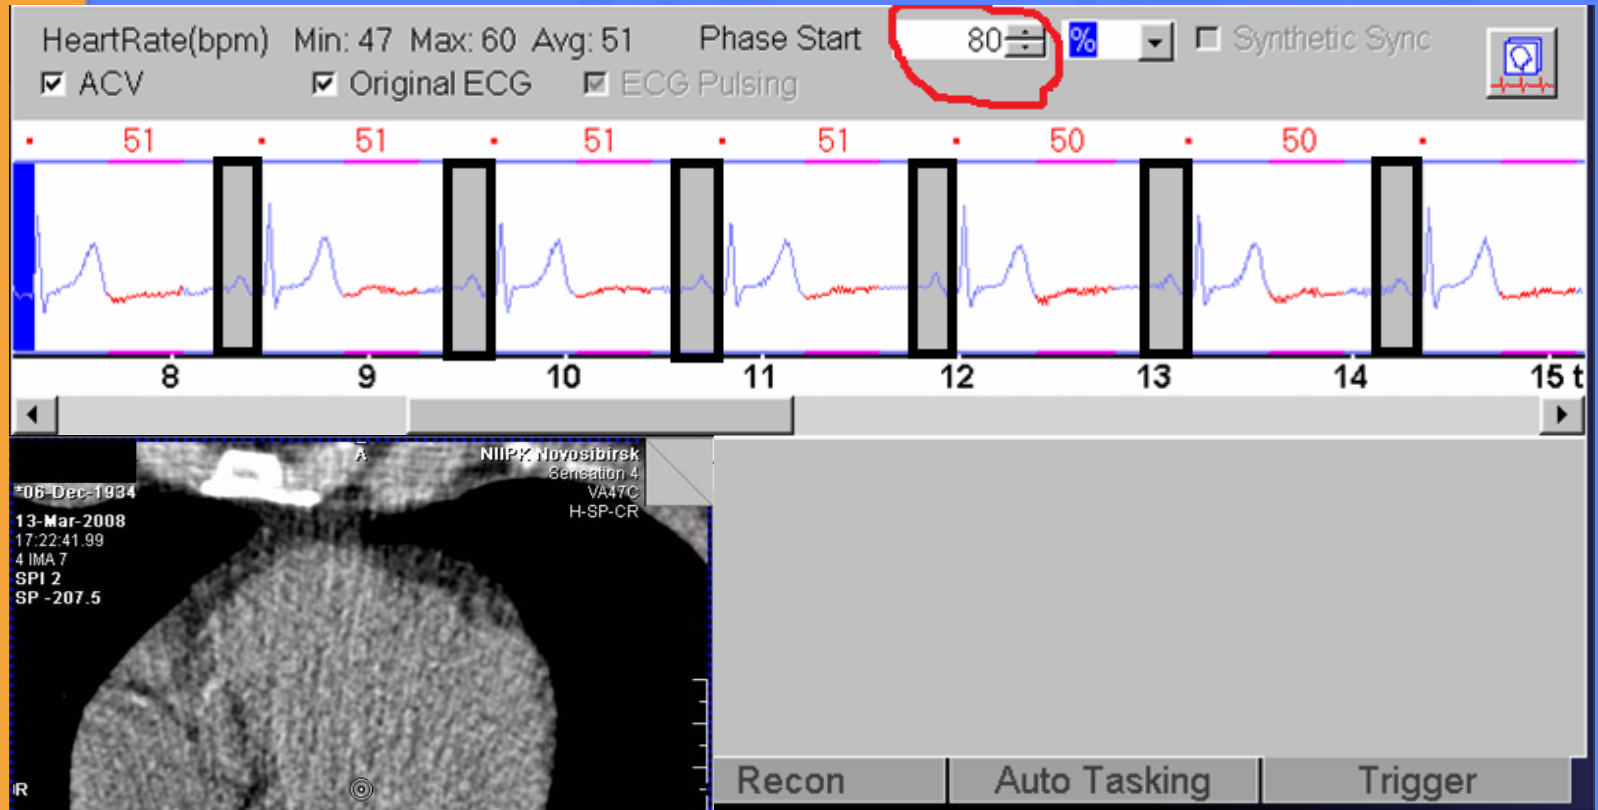 HeartRate(bpm) Min: 47 Max: 60 Avg: 51 Phase Start 80 % Synthetic Sync
ACV Original ECG ECG Pulsing
51 51 51 51 50 50
8 9 10 11 12 13 14 15 t
A
NIIPK Novosibirsk
Sensation 4
VA47C
H-SP-CR
*06-Dec-1934
13-Mar-2008
17:22:41.99
4 IMA 7
SPI 2
SP -207.5
R
Recon Auto Tasking Trigger